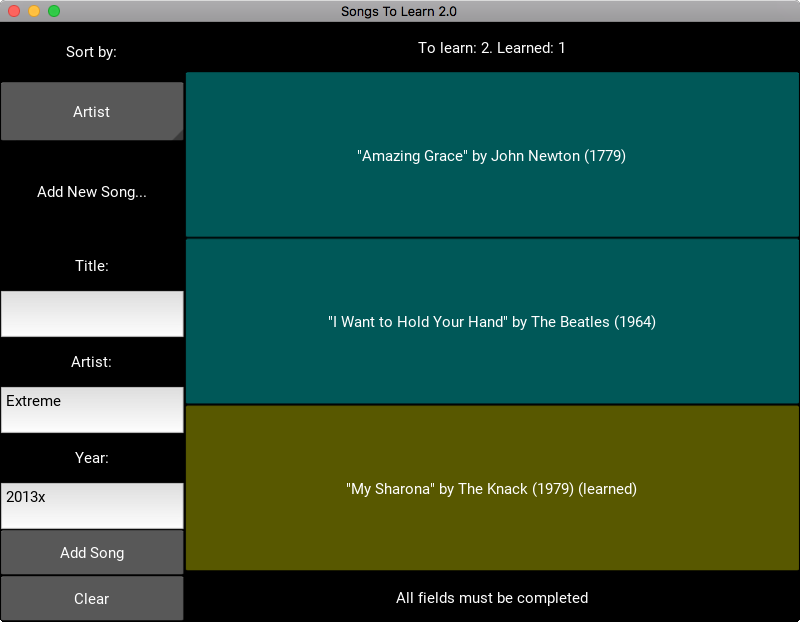 Songs To Learn 2.0
Sort by:
Artist
Add New Song...
Title:
Artist:
Extreme
Year:
2013x
Add Song
Clear
To learn: 2. Learned: 1
"Amazing Grace" by John Newton (1779)
"I Want to Hold Your Hand" by The Beatles (1964)
"My Sharona" by The Knack (1979) (learned)
All fields must be completed